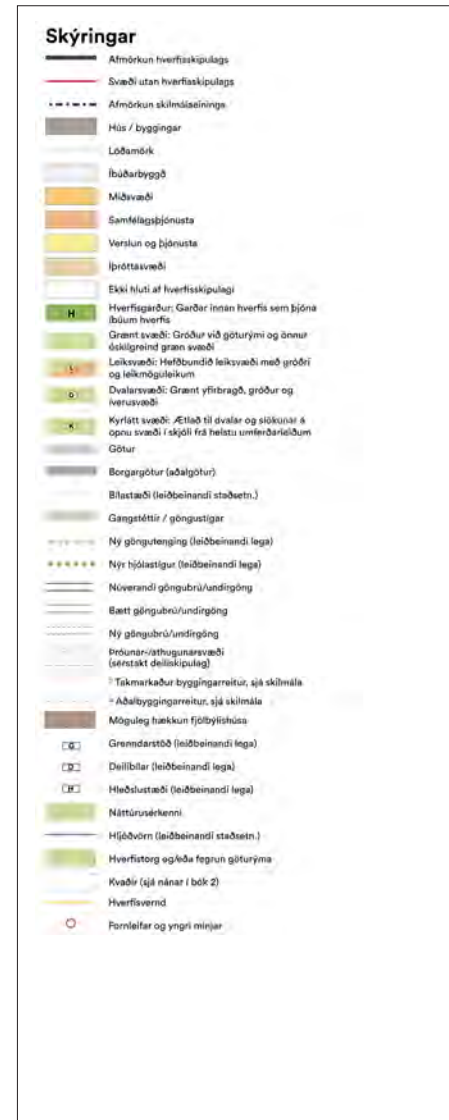 Skýringar
Afmörkun hverfisskipulags
Svæði utan hverfisskipulags
Afmörkun skilmálaeininga
Hús / byggingar
Lóðamörk
Íbúðarbyggð
Miðsvæði
Samfélagsþjónusta
Verslun og þjónusta
Íþróttasvæði
Ekki hluti af hverfisskipulagi
H
Hverfisgarður: Garðar innan hverfis sem þjóna
íbúum hverfis
Grænt svæði: Gróður við göturými og önnur
óskilgreind græn svæði
L
Leiksvæði: Hefðbundið leiksvæði með gróðri
og leikmöguleikum
D
Dvalarsvæði: Grænt yfirbragð, gróður og
íverusvæði
K
Kyrlátt svæði: Ætlað til dvalar og slökunar á
opnu svæði í skjóli frá helstu umferðarleiðum
Götur
Borgargötur (aðalgötur)
Bílastæði (leiðbeinandi staðsetn.)
Gangstéttir / göngustígar
Ný göngutenging (leiðbeinandi lega)
Nýr hjólastígur (leiðbeinandi lega)
Núverandi göngubrú/undirgöng
Bætt göngubrú/undirgöng
Ný göngubrú/undirgöng
Þróunar-/athugunarsvæði
(sérstakt deiliskipulag)
Takmarkaður byggingarreitur, sjá skilmála
Aðalbyggingarreitur, sjá skilmála
Möguleg hækkun fjölbýlishúsa
G
Grenndarstöð (leiðbeinandi lega)
D
Deilibílar (leiðbeinandi lega)
H
Hleðslustæði (leiðbeinandi lega)
Náttúrusérkenni
Hljóðvörn (leiðbeinandi staðsetn.)
Hverfistorg og/eða fegrun göturýma
Kvaðir (sjá nánar í bók 2)
Hverfisvernd
Fornleifar og yngri minjar